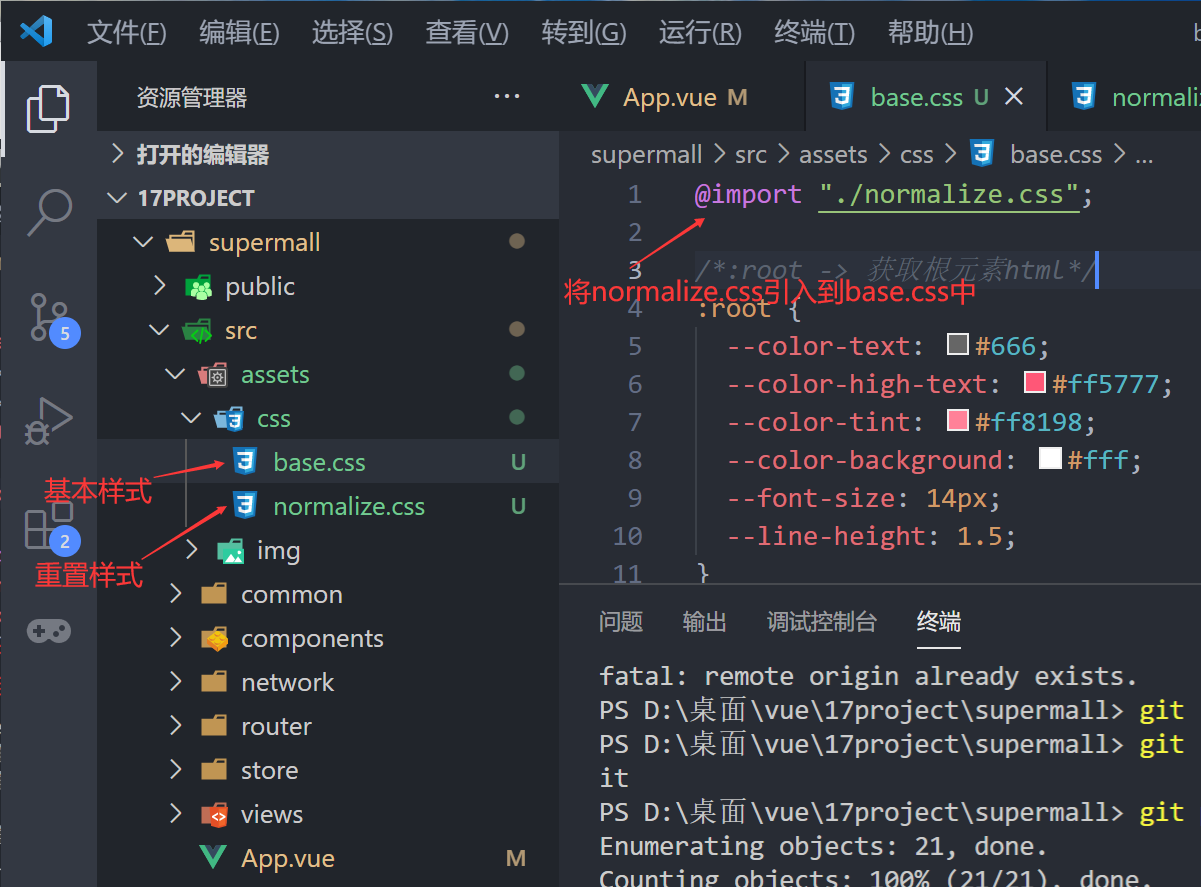 文件(F) 编辑(E) 选择(S) 查看(V) 转到(G) 运行(R) 终端(T) 帮助(H)
资源管理器 ...
App.vue M
base.css U
打开的编辑器
17PROJECT
supermall
public
src
assets
css
base.css U
normalize.css U
img
common
components
network
router
store
views
App.vue M
5
2
基本样式
重置样式
supermall > src > assets > css > base.css > ...
1 @import "./normalize.css";
2
3 /*:root -> 获取根元素html*/
将normalize.css引入到base.css中
4 :root {
5 --color-text: #666;
6 --color-high-text: #ff5777;
7 --color-tint: #ff8198;
8 --color-background: #fff;
9 --font-size: 14px;
10 --line-height: 1.5;
11 }
问题 输出 调试控制台 终端
fatal: remote origin already exists.
PS D:\桌面\vue\17project\supermall> git
PS D:\桌面\vue\17project\supermall> git
it
PS D:\桌面\vue\17project\supermall> git
Enumerating objects: 21, done.
Counting objects: 100% (21/21), done.